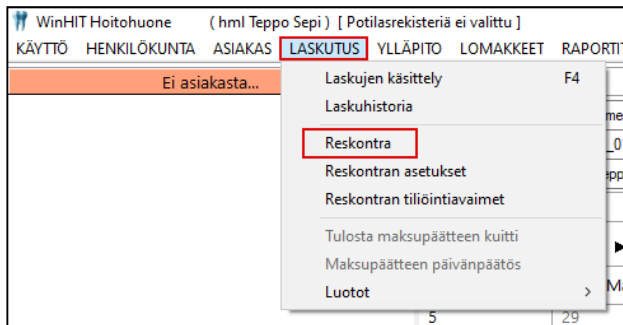 WinHIT Hoitohuone ( hml Teppo Sepi ) [ Potilasrekisteriä ei valittu ]
KÄYTTÖ HENKILÖKUNTA ASIAKAS LASKUTUS YLLÄPITO LOMAKKEET RAPORTIT
Ei asiakasta...
Laskujen käsittely F4
Laskuhistoria
Reskontra
Reskontran asetukset
Reskontran tiliöintiavaimet
Tulosta maksupäätteen kuitti
Maksupäätteen päivänpäätös
Luotot
5 29